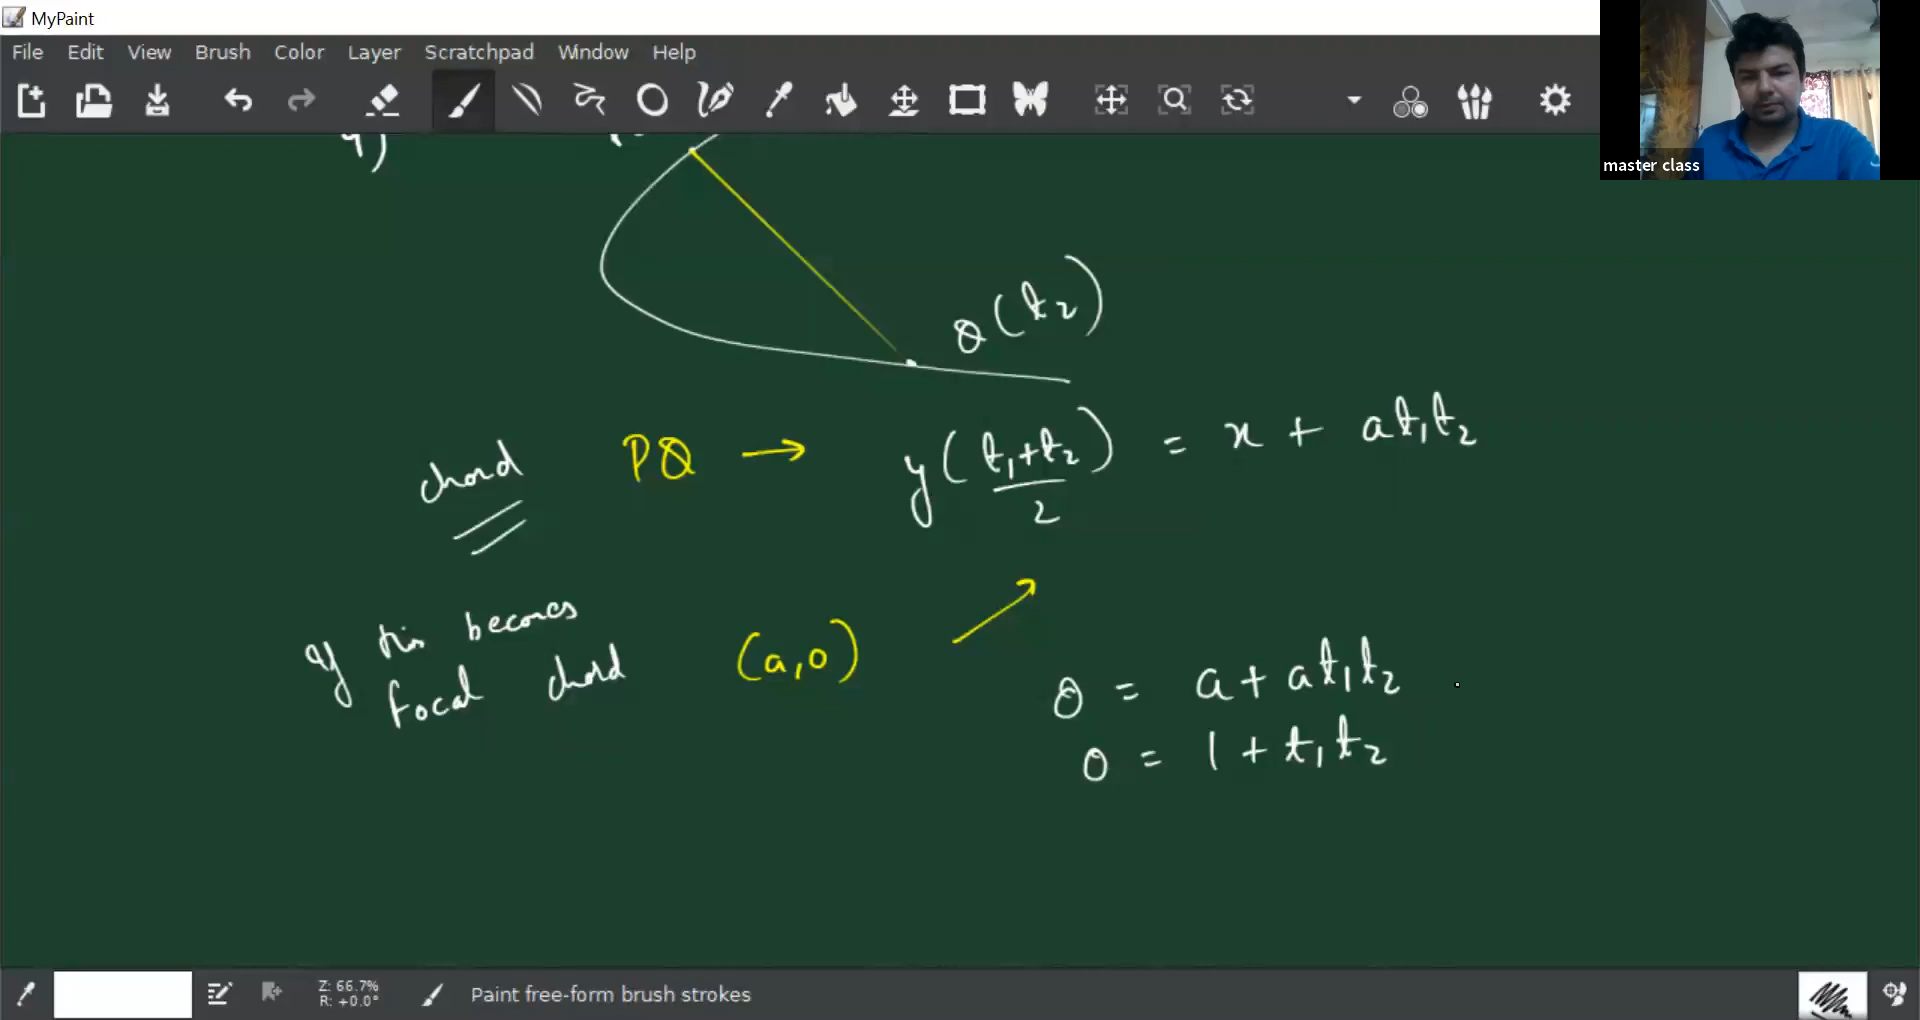 MyPaint
File Edit View Brush Color Layer Scratchpad Window Help
master class
4)
Q(t₂)
chord PQ → y(t₁+t₂/2) = x + at₁t₂
If this becomes
focal chord (a,0)
0 = a + at₁t₂
0 = 1 + t₁t₂
Z: 66.7%
R: +0.0°
Paint free-form brush strokes